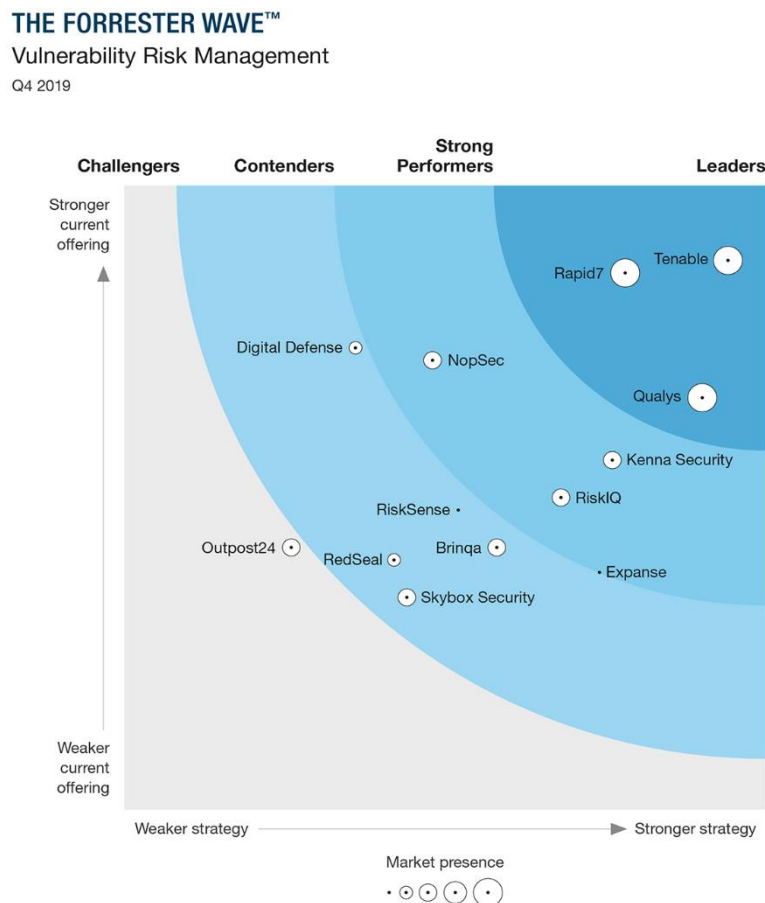 THE FORRESTER WAVE™
Vulnerability Risk Management
Q4 2019
Challengers
Contenders
Strong
Performers
Leaders
Stronger
current
offering
Tenable
Rapid7
Digital Defense
NopSec
Qualys
Kenna Security
RiskIQ
RiskSense
Outpost24
Brinqa
RedSeal
Expanse
Skybox Security
Weaker
current
offering
Weaker strategy
Stronger strategy
Market presence